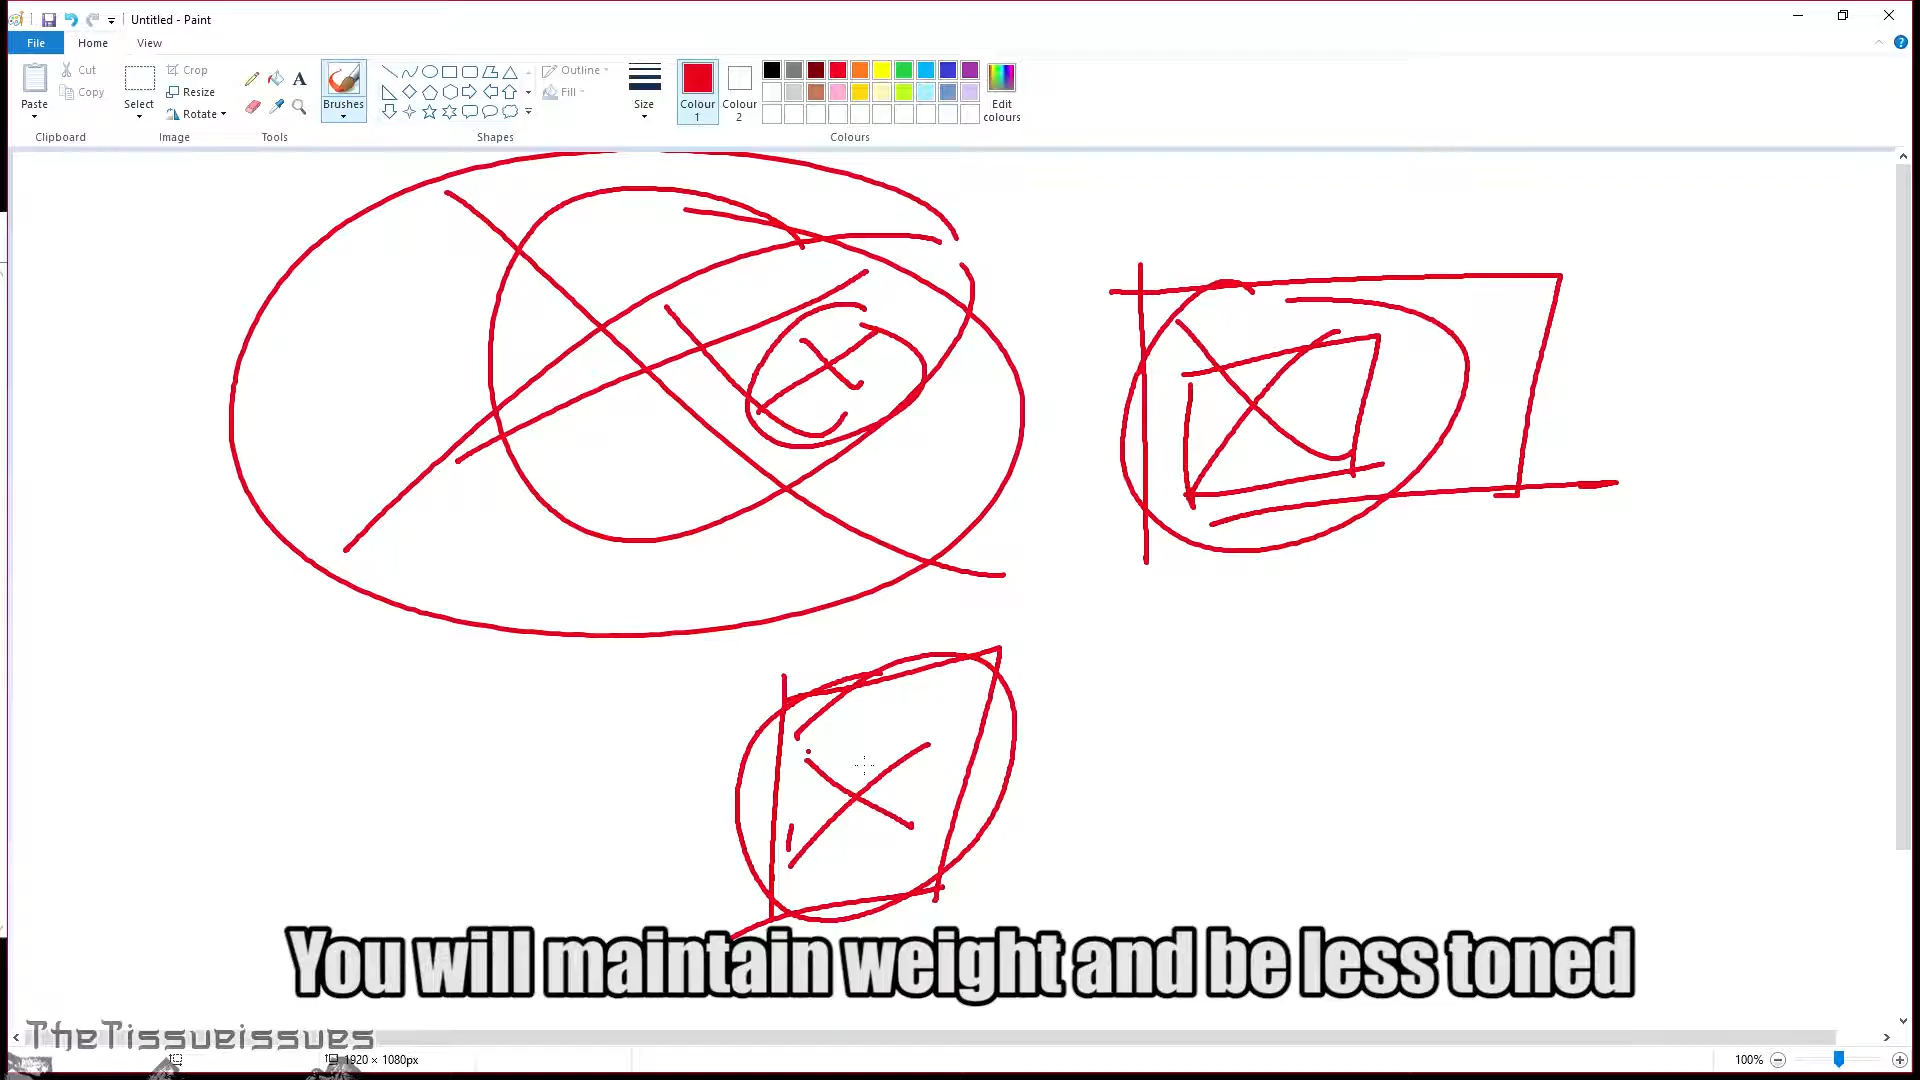 Untitled - Paint
File Home View
Paste
Cut
Copy
Select
Crop
Resize
Rotate
A
Brushes
Outline
Fill
Size
Colour 1
Colour 2
Edit colours
Clipboard Image Tools Shapes Colours
You will maintain weight and be less toned
TheTissueissues
1920 × 1080px
100%